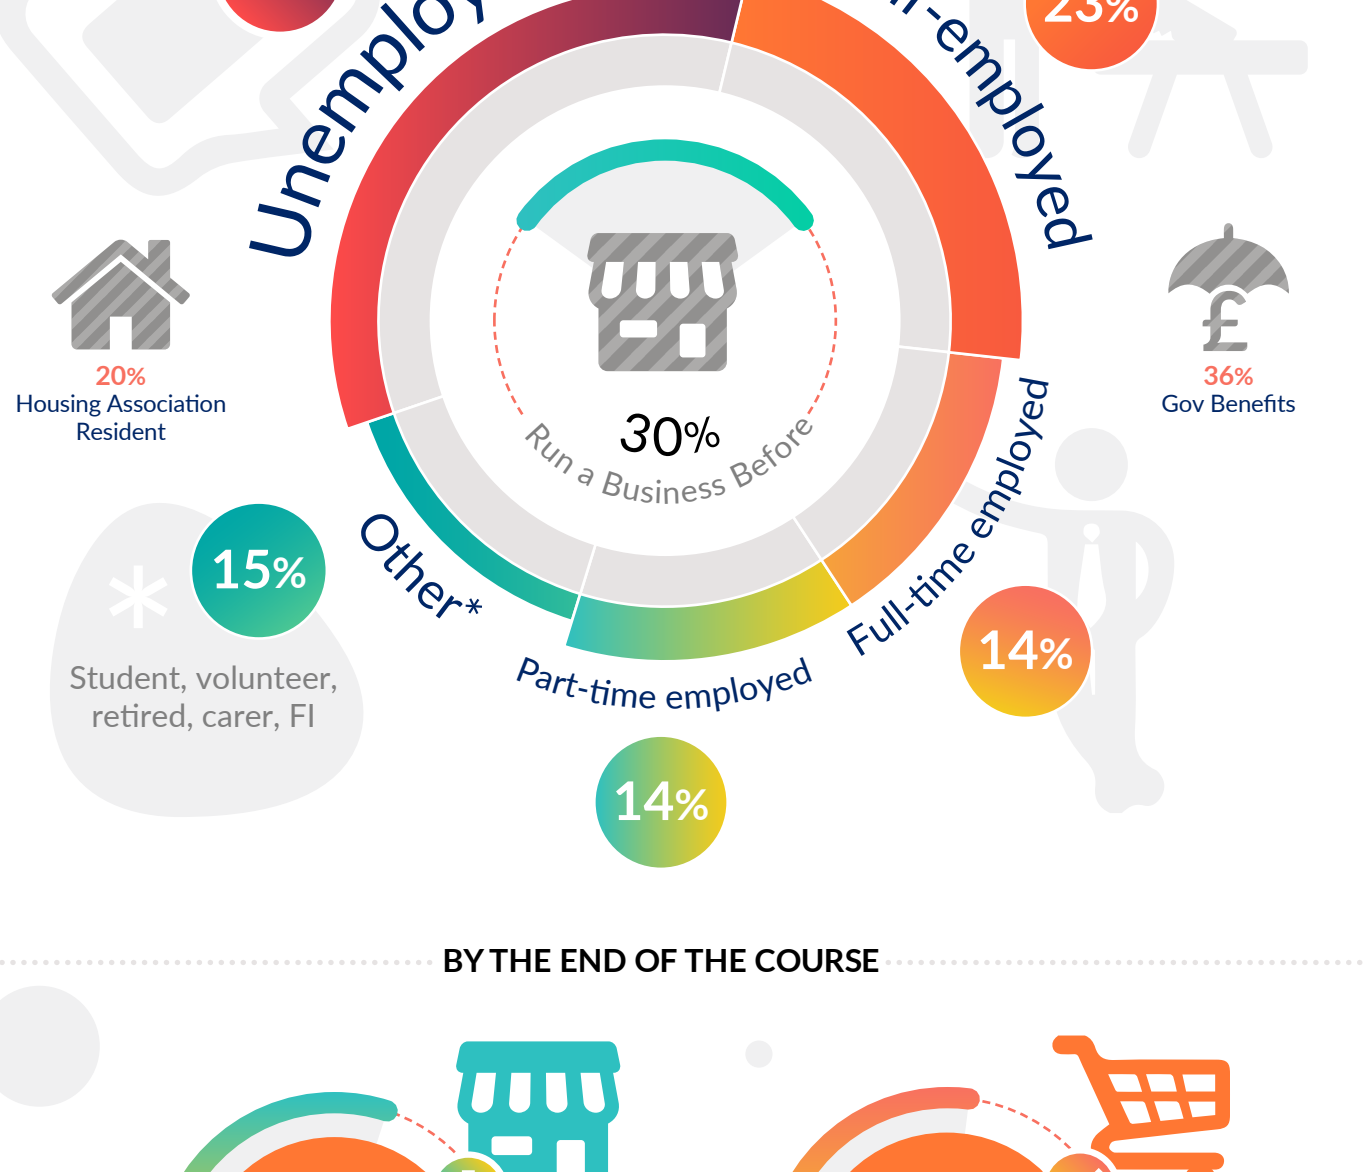 23%
Unemploy
-employed
20%
Housing Association
Resident
36%
Gov Benefits
30%
Run a Business Before
Full-time employed
15%
Other*
*
Student, volunteer,
retired, carer, FI
14%
Part-time employed
14%
BY THE END OF THE COURSE